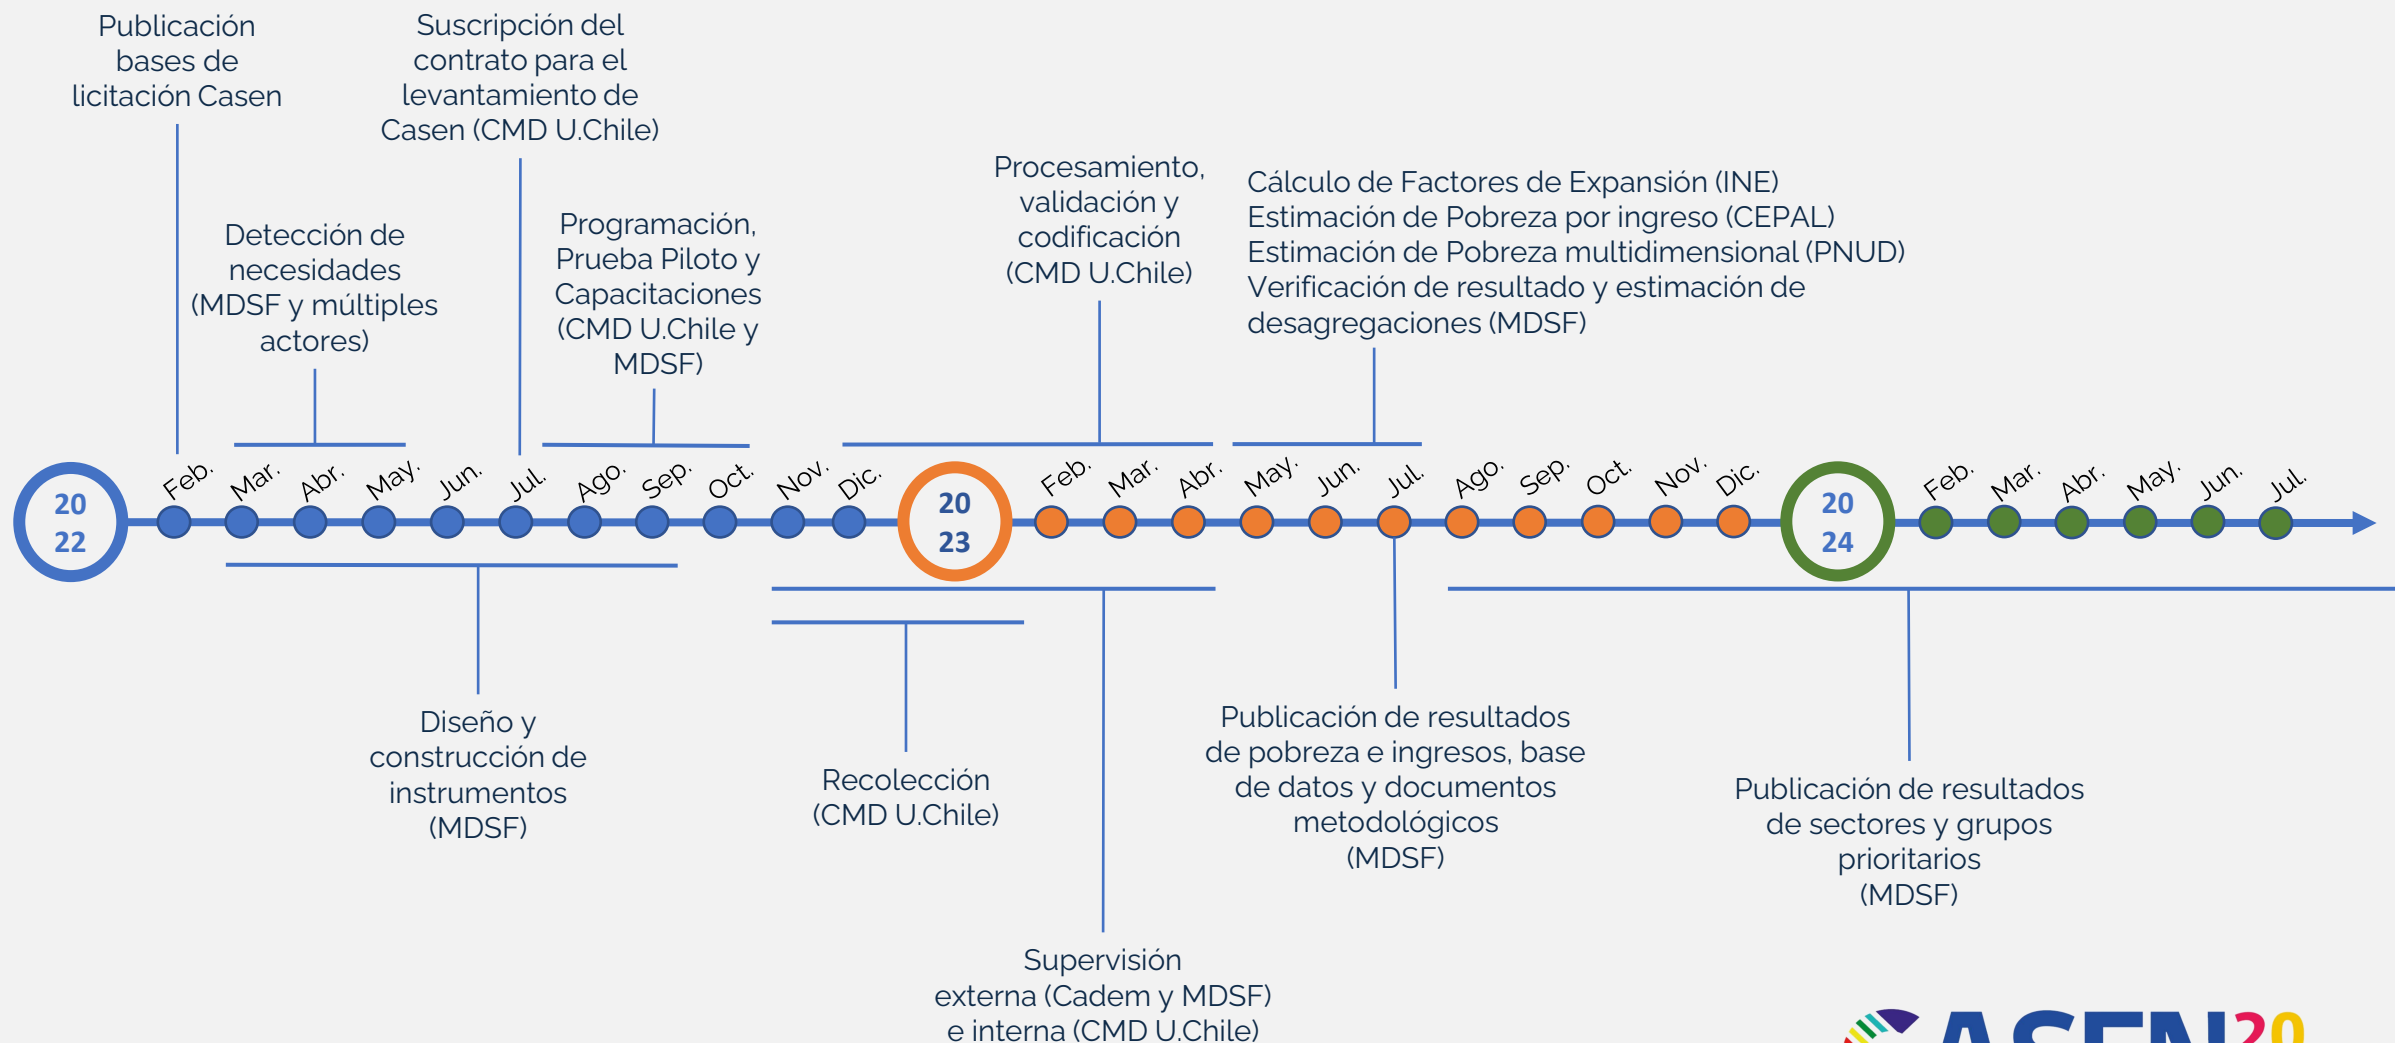 Publicación
bases de
licitación Casen
Suscripción del
contrato para el
levantamiento de
Casen (CMD U.Chile)
Detección de
necesidades
(MDSF y múltiples
actores)
Programación,
Prueba Piloto y
Capacitaciones
(CMD U.Chile y
MDSF)
Procesamiento,
validación y
codificación
(CMD U.Chile)
Cálculo de Factores de Expansión (INE)
Estimación de Pobreza por ingreso (CEPAL)
Estimación de Pobreza multidimensional (PNUD)
Verificación de resultado y estimación de
desagregaciones (MDSF)
20
22
Feb.
Mar.
Abr.
May.
Jun.
Jul.
Ago.
Sep.
Oct.
Nov.
Dic.
20
23
Feb.
Mar.
Abr.
May.
Jun.
Jul.
Ago.
Sep.
Oct.
Nov.
Dic.
20
24
Feb.
Mar.
Abr.
May.
Jun.
Jul.
Diseño y
construcción de
instrumentos
(MDSF)
Recolección
(CMD U.Chile)
Supervisión
externa (Cadem y MDSF)
e interna (CMD U.Chile)
Publicación de resultados
de pobreza e ingresos, base
de datos y documentos
metodológicos
(MDSF)
Publicación de resultados
de sectores y grupos
prioritarios
(MDSF)
ASEN20